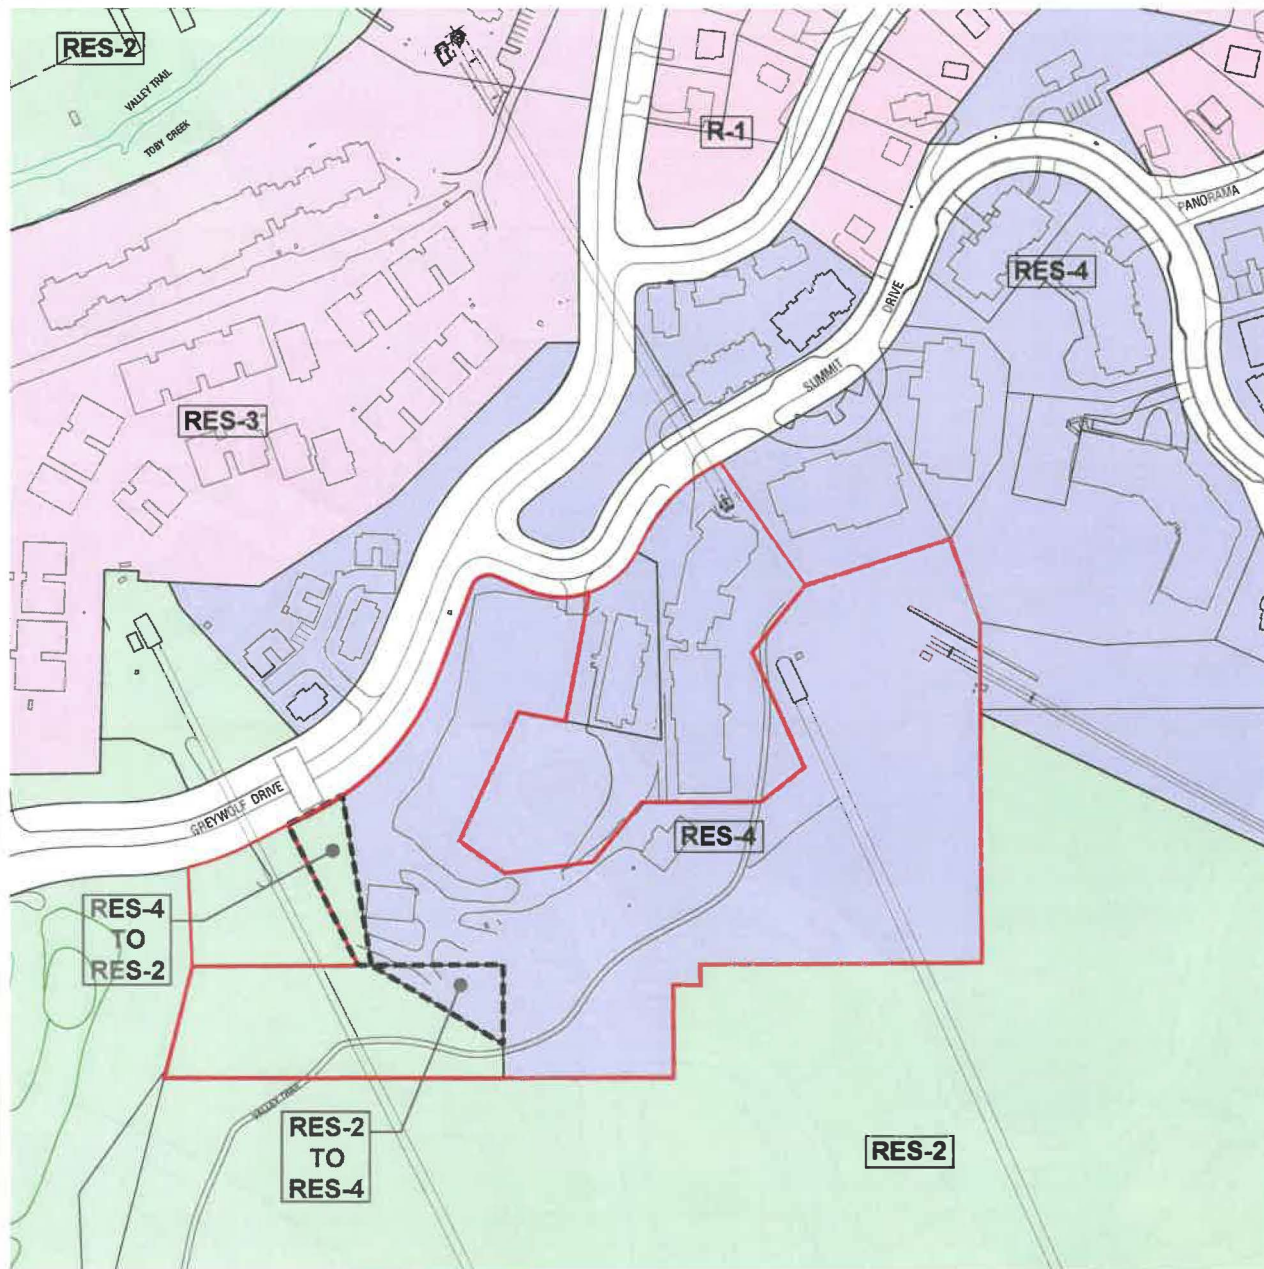 RES-2
VALLEY TRAIL
TOBY CREEK
R-1
PANORAMA
RES-4
DRIVE
SUMMIT
RES-3
GREYWOLF DRIVE
RES-4
RES-4
TO
RES-2
VALLEY TRAIL
RES-2
TO
RES-4
RES-2